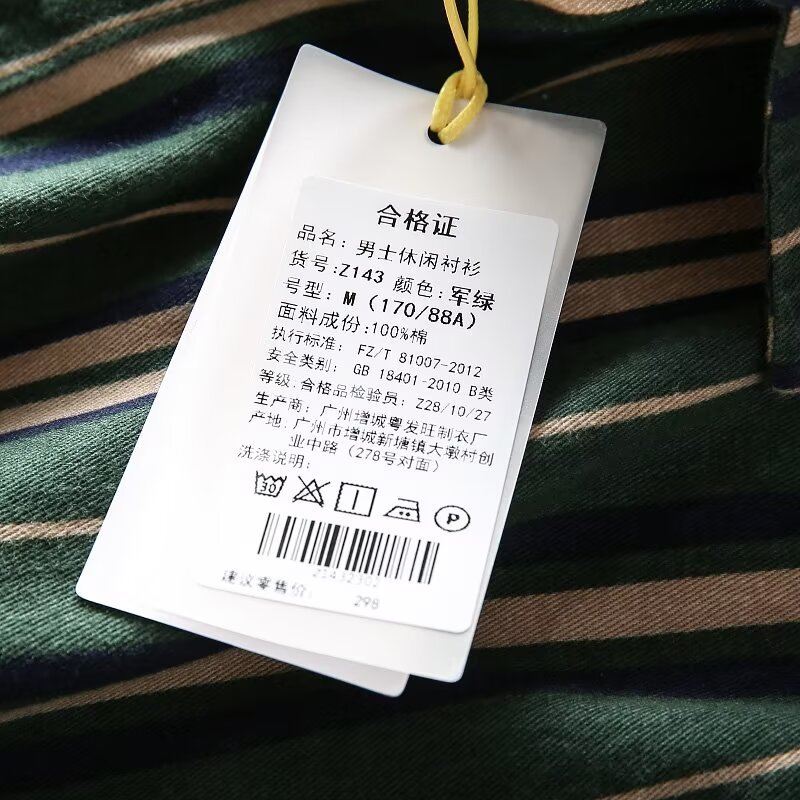 合格证
品名：男士休闲衬衫
货号：Z143 颜色：军绿
号型：M（170/88A）
面料成份：100%棉
执行标准： FZ/T 81007-2012
安全类别： GB 18401-2010 B类
等级.合格品检验员：Z28/10/27
生产商：广州增城粤发旺制衣厂
产地.广州市增城新塘镇大墩村创
业中路（278号对面）
洗涤说明：
30
P
建议零售价： 298